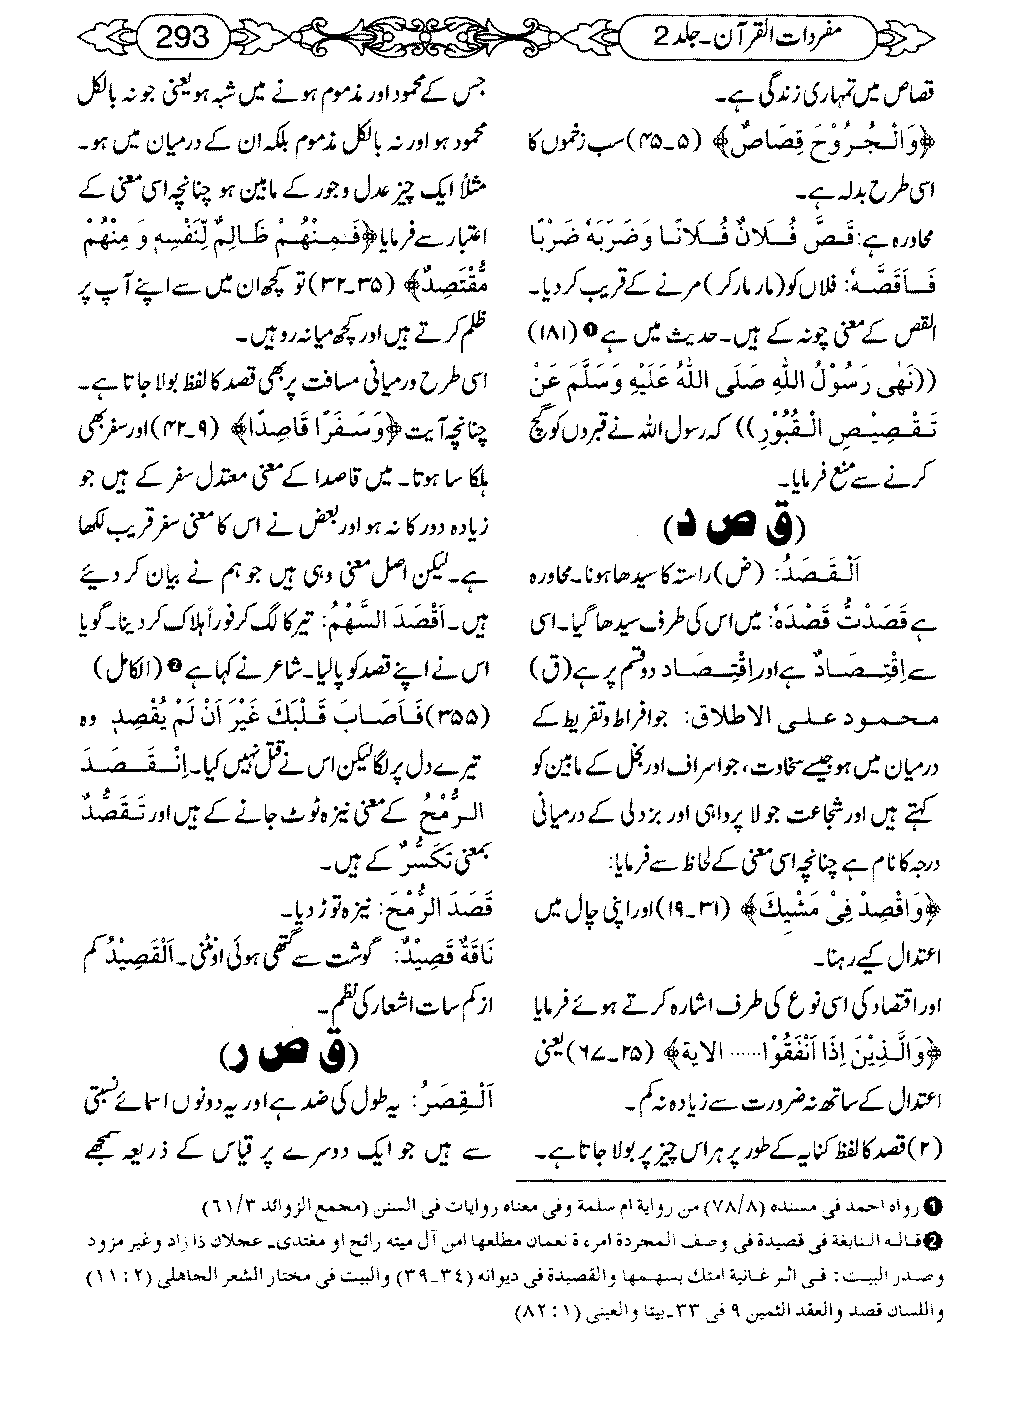 مفردات القرآن۔جلد 2
293
قصاص میں تمہاری زندگی ہے۔
﴿وَالْجُرُوْحَ قِصَاصٌ﴾ (۵۔۴۵) سب زخموں کا
اسی طرح بدلہ ہے۔
محاورہ ہے: قَصَّ فُلَانٌ فُلَانًا وَضَرَبَهٗ ضَرْبًا
فَاَقَصَّهٗ: فلاں کو (مار مار کر) مرنے کے قریب کر دیا۔
القص کے معنی چونہ کے ہیں۔ حدیث میں ہے ❶ (۱۸۱)
((نَهٰى رَسُوْلُ اللهِ صَلَى اللهُ عَلَيْهِ وَسَلَّمَ عَنْ
تَقْصِيْصِ الْقُبُوْرِ)) کہ رسول اللہ نے قبروں کو گچ
کرنے سے منع فرمایا۔
(ق ص د)
اَلْقَصَدُ: (ض) راستہ کا سیدھا ہونا۔ محاورہ
ہے قَصَدْتُ قَصْدَهٗ: میں اس کی طرف سیدھا گیا۔ اسی
سے اِقْتِصَادٌ ہے اور اِقْتِصَاد دو قسم پر ہے (ق)
محمود علی الاطلاق: جو افراط و تفریط کے
درمیان میں ہو جیسے سخاوت، جو اسراف اور بخل کے مابین کو
کہتے ہیں اور شجاعت جو لا پرواہی اور بزدلی کے درمیانی
درجہ کا نام ہے چنانچہ اسی معنی کے لحاظ سے فرمایا:
﴿وَاقْصِدْ فِيْ مَشْيِكَ﴾ (۳۱۔۱۹) اور اپنی چال میں
اعتدال کیے رہنا۔
اور اقتصاد کی اسی نوع کی طرف اشارہ کرتے ہوئے فرمایا
﴿وَالَّذِيْنَ اِذَا اَنْفَقُوْا ...... الاية﴾ (۲۵۔۶۷) یعنی
اعتدال کے ساتھ نہ ضرورت سے زیادہ نہ کم۔
(۲) قصد کا لفظ کنایہ کے طور پر ہر اس چیز پر بولا جاتا ہے۔
جس کے محمود اور مذموم ہونے میں شبہ ہو یعنی جو نہ بالکل
محمود ہو اور نہ بالکل مذموم بلکہ ان کے درمیان میں ہو۔
مثلاً ایک چیز عدل و جور کے مابین ہو چنانچہ اسی معنی کے
اعتبار سے فرمایا ﴿فَمِنْهُمْ ظَالِمٌ لِّنَفْسِهٖ وَ مِنْهُمْ
مُّقْتَصِدٌ﴾ (۳۵۔۳۲) تو کچھ ان میں سے اپنے آپ پر
ظلم کرتے ہیں اور کچھ میانہ رو ہیں۔
اسی طرح درمیانی مسافت پر بھی قصد کا لفظ بولا جاتا ہے۔
چنانچہ آیت ﴿وَسَفَرًا قَاصِدًا﴾ (۹۔۴۲) اور سفر بھی
ہلکا سا ہوتا۔ میں قاصدا کے معنی معتدل سفر کے ہیں جو
زیادہ دور کا نہ ہو اور بعض نے اس کا معنی سفر قریب لکھا
ہے۔ لیکن اصل معنی وہی ہیں جو ہم نے بیان کر دیئے
ہیں۔ اَقْصَدَ السَّهْمُ: تیر کا لگ کر فوراً ہلاک کر دینا۔ گویا
اس نے اپنے قصد کو پالیا۔ شاعر نے کہا ہے ❷ (الکامل)
(۳۵۵) فَاَصَابَ قَلْبَكَ غَيْرَ اَنْ لَمْ يُقْصِدِ وہ
تیرے دل پر لگا لیکن اس نے قتل نہیں کیا۔ اِنْقَصَدَ
الرُّمْحُ کے معنی نیزہ ٹوٹ جانے کے ہیں اور تَقَصُّدٌ
بمعنی تَكَسُّرٌ کے ہیں۔
قَصَدَ الرُّمْحَ: نیزہ توڑ دیا۔
نَاقَةٌ قَصِيْدٌ: گوشت سے گتھی ہوئی اونٹنی۔ اَلْقَصِيْدُ کم
از کم سات اشعار کی نظم۔
(ق ص ر)
اَلْقِصَرُ: یہ طول کی ضد ہے اور یہ دونوں اسمائے نسبتی
سے ہیں جو ایک دوسرے پر قیاس کے ذریعہ سمجھے
❶ رواه احمد فی مسنده (۷۸/۸) من روایة ام سلمة وفی معناه روایات فی السنن (مجمع الزوائد ۶۱/۳)
❷ قاله النابغة فی قصیدة فی وصف المجردة امرءة نعمان مطلعها امن آل میته رائح او مغتدی۔ عجلاک ذا زاد وغیر مزود
وصدر البیت: فی اثر غانیة امتك بسهمها والقصیدة فی دیوانه (۳۴۔۳۹) والبیت فی مختار الشعر الجاهلی (۲:۱۱)
واللسان قصد والعقد الثمین ۹ فی ۳۳۔بیتا والعینی (۱:۸۲)